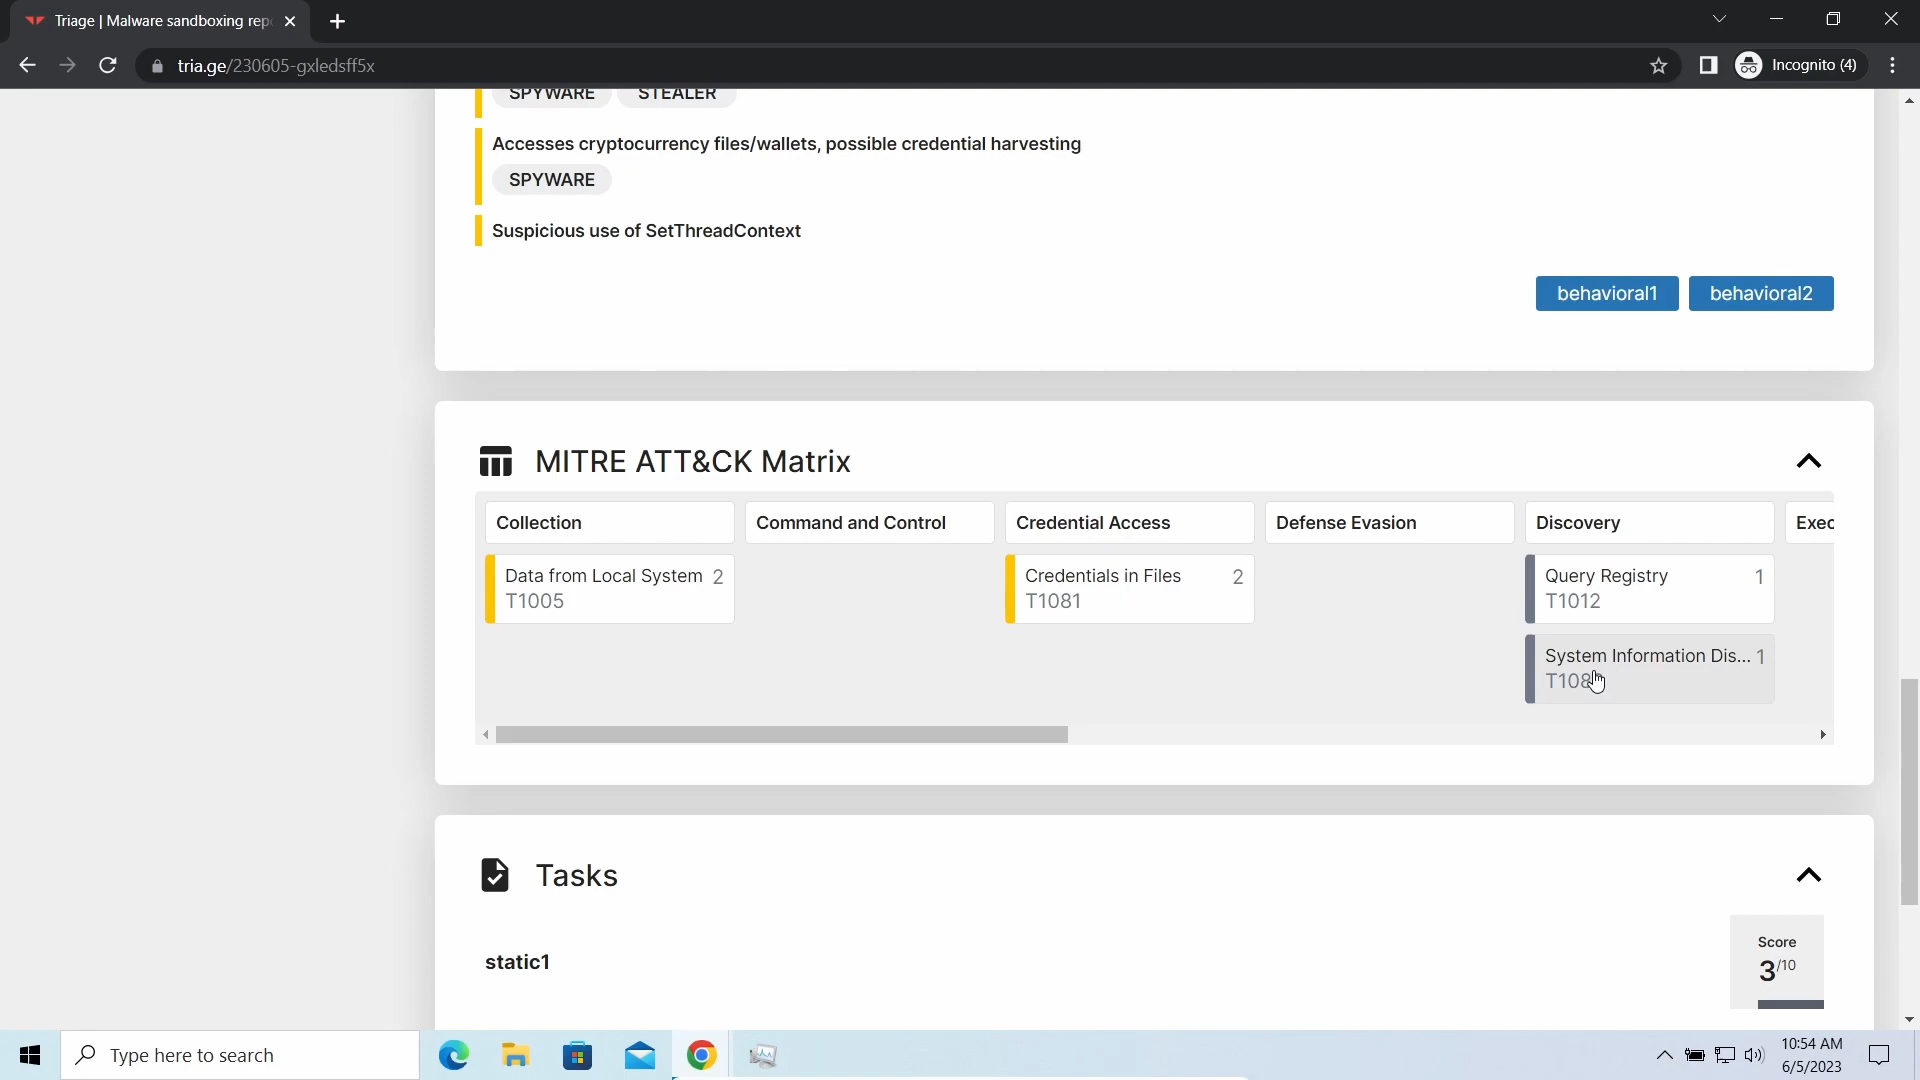 Triage | Malware sandboxing rep
tria.ge/230605-gxledsff5x
Incognito (4)
SPYWARE STEALER
Accesses cryptocurrency files/wallets, possible credential harvesting
SPYWARE
Suspicious use of SetThreadContext
behavioral1 behavioral2
MITRE ATT&CK Matrix
Collection Command and Control Credential Access Defense Evasion Discovery Exec
Data from Local System 2 Credentials in Files 2 Query Registry 1
T1005 T1081 T1012
System Information Dis... 1
T108
Tasks
static1
Score
3/10
Type here to search
10:54 AM
6/5/2023